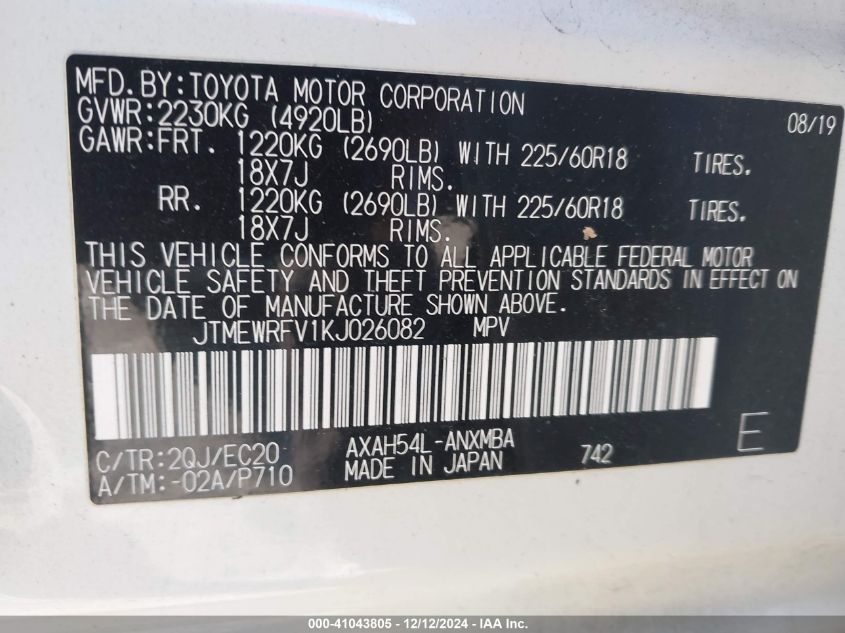 MFD.BY:TOYOTA MOTOR CORPORATION 08/19
GVWR:2230KG (4920LB)
GAWR:FRT. 1220KG (2690LB) WITH 225/60R18 TIRES.
18X7J RIMS.
RR. 1220KG (2690LB) WITH 225/60R18 TIRES.
18X7J RIMS.
THIS VEHICLE CONFORMS TO ALL APPLICABLE FEDERAL MOTOR
VEHICLE SAFETY AND THEFT PREVENTION STANDARDS IN EFFECT ON
THE DATE OF MANUFACTURE SHOWN ABOVE.
JTMEWRFV1KJ026082 MPV
C/TR:2QJ/EC20 AXAH54L-ANXMBA E
A/TM:-02A/P710 MADE IN JAPAN 742
000-41043805 - 12/12/2024 - IAA Inc.